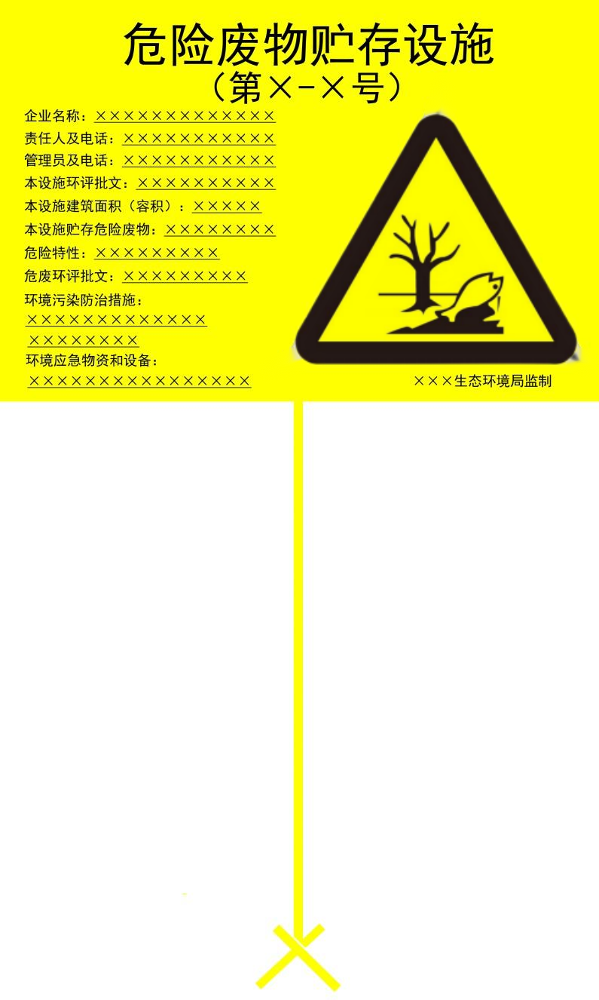 危险废物贮存设施
（第×-×号）
企业名称：×××××××××××××
责任人及电话：×××××××××××
管理员及电话：×××××××××××
本设施环评批文：××××××××××
本设施建筑面积（容积）：×××××
本设施贮存危险废物：××××××××
危险特性：×××××××××
危废环评批文：×××××××××
环境污染防治措施：
×××××××××××××
××××××××
环境应急物资和设备：
××××××××××××××××
×××生态环境局监制